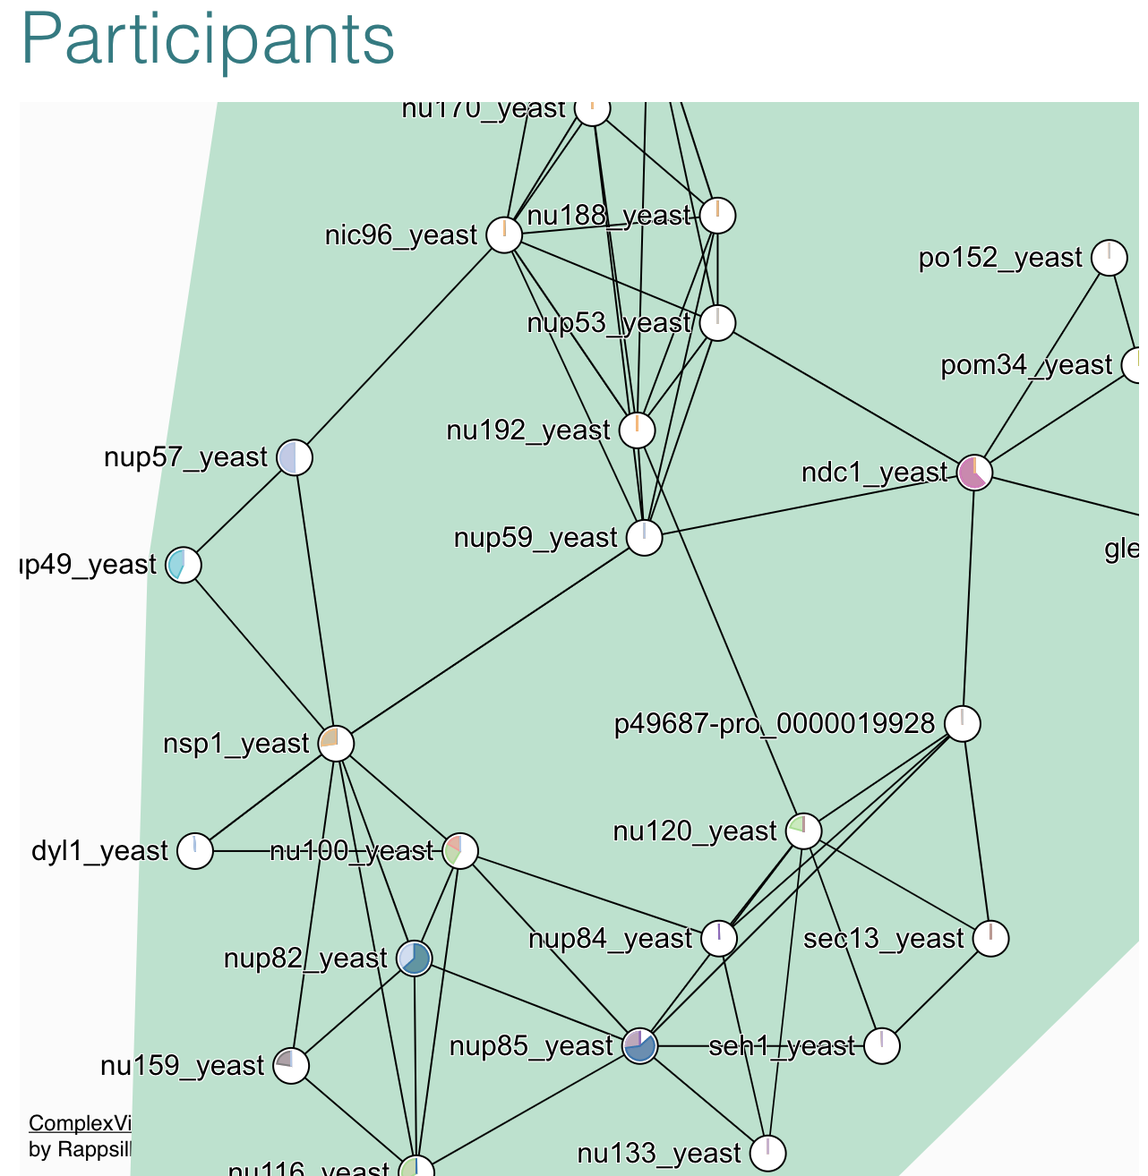 Participants
nu170_yeast
nu188_yeast
nic96_yeast
po152_yeast
nup53_yeast
pom34_yeast
nu192_yeast
nup57_yeast
ndc1_yeast
nup59_yeast
gle
up49_yeast
p49687-pro_0000019928
nsp1_yeast
nu120_yeast
dyl1_yeast
nu100_yeast
nup84_yeast
sec13_yeast
nup82_yeast
nup85_yeast
seh1_yeast
nu159_yeast
ComplexVi
by Rappsil
nu133_yeast
nu116_yeast